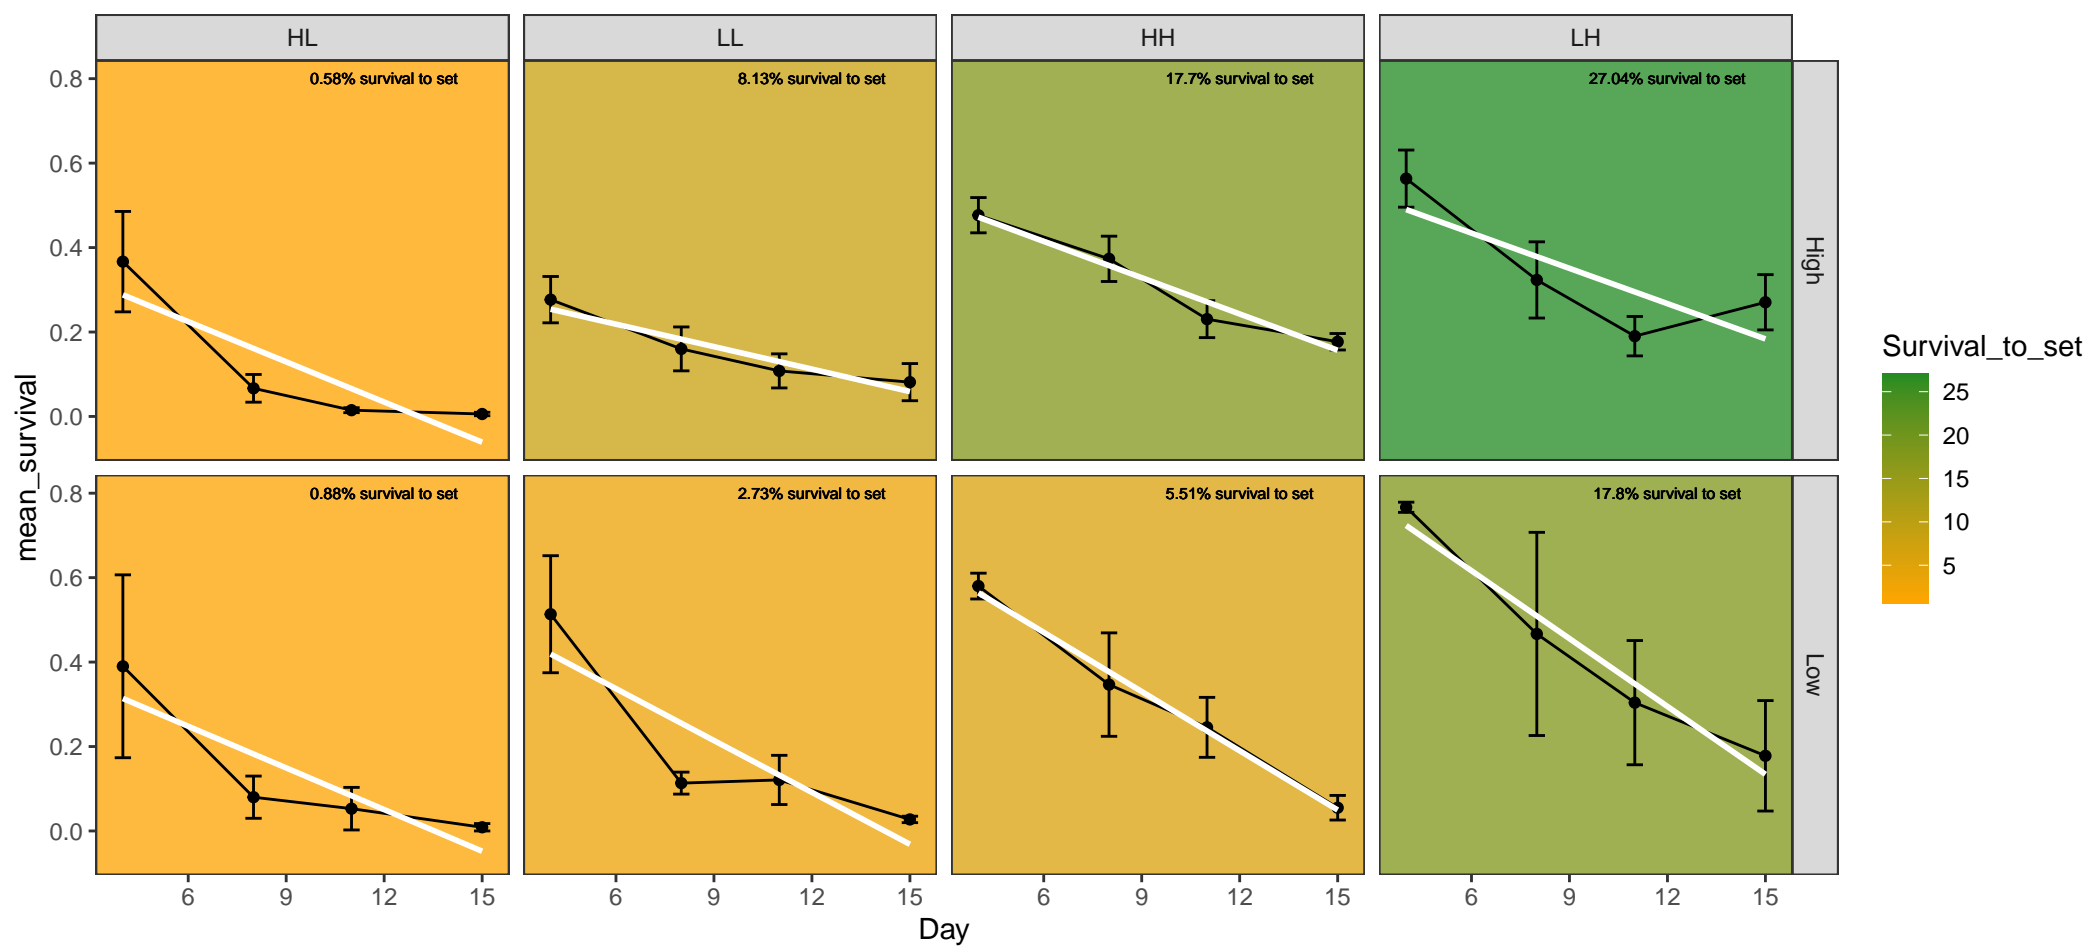 HL LL HH LH
0.8 0.58% survival to set 8.13% survival to set 17.7% survival to set 27.04% survival to set
0.6
0.4
0.2
0.0
High
0.8 0.88% survival to set 2.73% survival to set 5.51% survival to set 17.8% survival to set
0.6
0.4
0.2
0.0
Low
mean_survival
6 9 12 15 6 9 12 15 6 9 12 15 6 9 12 15
Day
Survival_to_set
25
20
15
10
5